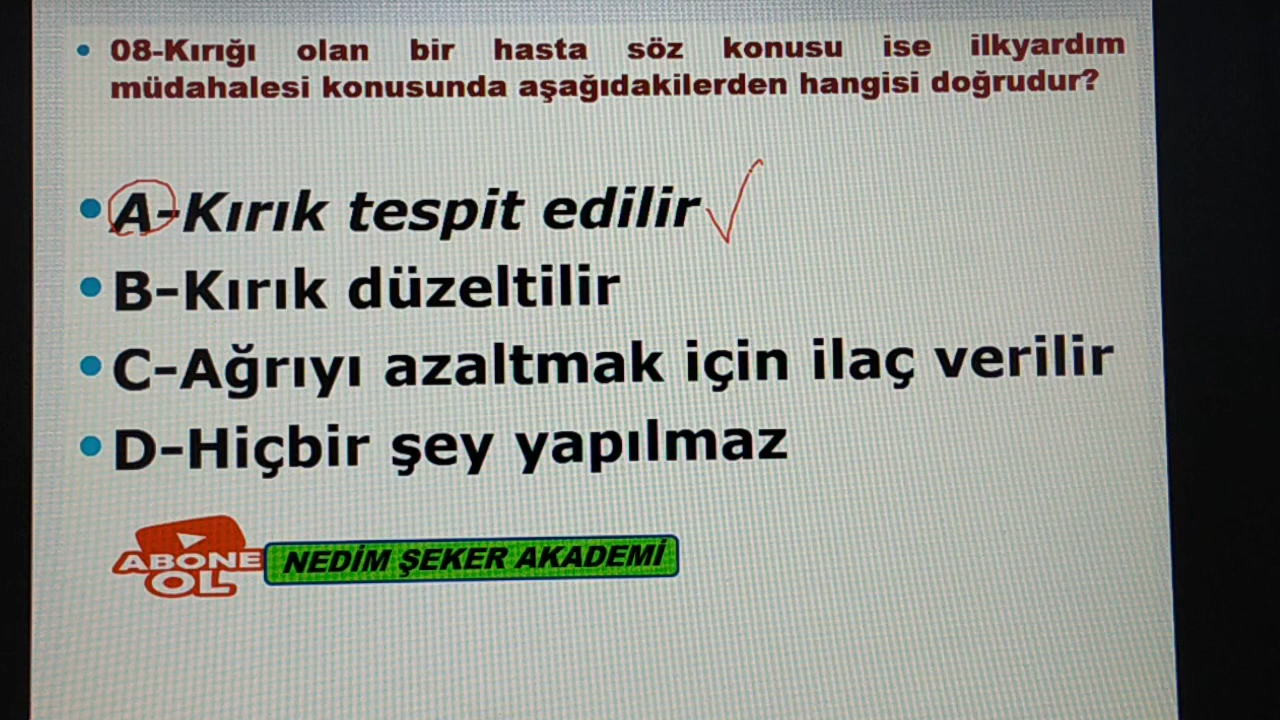 • 08-Kırığı olan bir hasta söz konusu ise ilkyardım
müdahalesi konusunda aşağıdakilerden hangisi doğrudur?
• A-Kırık tespit edilir
• B-Kırık düzeltilir
• C-Ağrıyı azaltmak için ilaç verilir
• D-Hiçbir şey yapılmaz
ABONE
OL
NEDİM ŞEKER AKADEMİ